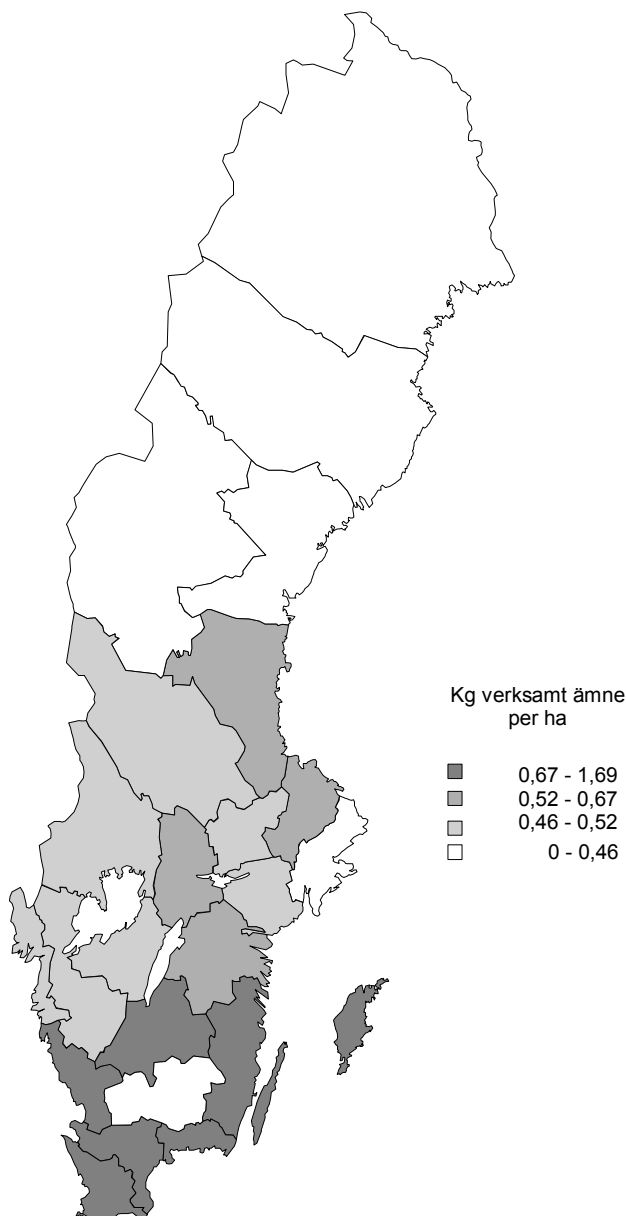 Kg verksamt ämne
per ha
0,67 - 1,69
0,52 - 0,67
0,46 - 0,52
0 - 0,46